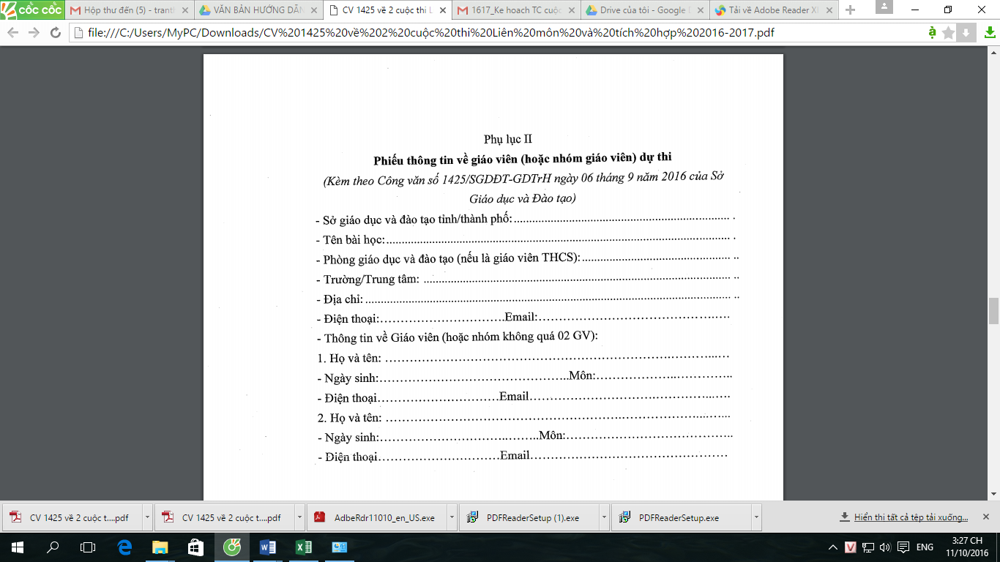 cốc cốc
Hộp thư đến (5) - trantl
VĂN BẢN HƯỚNG DẪN
CV 1425 về 2 cuộc thi L
1617_Ke hoach TC cuộc
Drive của tôi - Google D
Tải về Adobe Reader XI
file:///C:/Users/MyPC/Downloads/CV%201425%20về%202%20cuộc%20thi%20Liên%20môn%20và%20tích%20hợp%202016-2017.pdf
Phụ lục II
Phiếu thông tin về giáo viên (hoặc nhóm giáo viên) dự thi
(Kèm theo Công văn số 1425/SGDĐT-GDTrH ngày 06 tháng 9 năm 2016 của Sở
Giáo dục và Đào tạo)
- Sở giáo dục và đào tạo tỉnh/thành phố:...................................................................... .
- Tên bài học:................................................................................................................ .
- Phòng giáo dục và đào tạo (nếu là giáo viên THCS):................................................ ..
- Trường/Trung tâm: .................................................................................................... ..
- Địa chỉ:....................................................................................................................... ..
- Điện thoại:………………………….Email:…………………………………….….
- Thông tin về Giáo viên (hoặc nhóm không quá 02 GV):
1. Họ và tên: ………………………………………………………………………..…
- Ngày sinh:………………………………………..Môn:………………..…………..
- Điện thoại…………………………Email………………………….…………..…..
2. Họ và tên: ………………………………………………….………………...…...
- Ngày sinh:…………………………..……..Môn:…………………………………..
- Điện thoại…………………………Email…………………………………………
CV 1425 về 2 cuộc t....pdf
CV 1425 về 2 cuộc t....pdf
AdbeRdr11010_en_US.exe
PDFReaderSetup (1).exe
PDFReaderSetup.exe
Hiển thị tất cả tệp tải xuống...
ENG
3:27 CH
11/10/2016